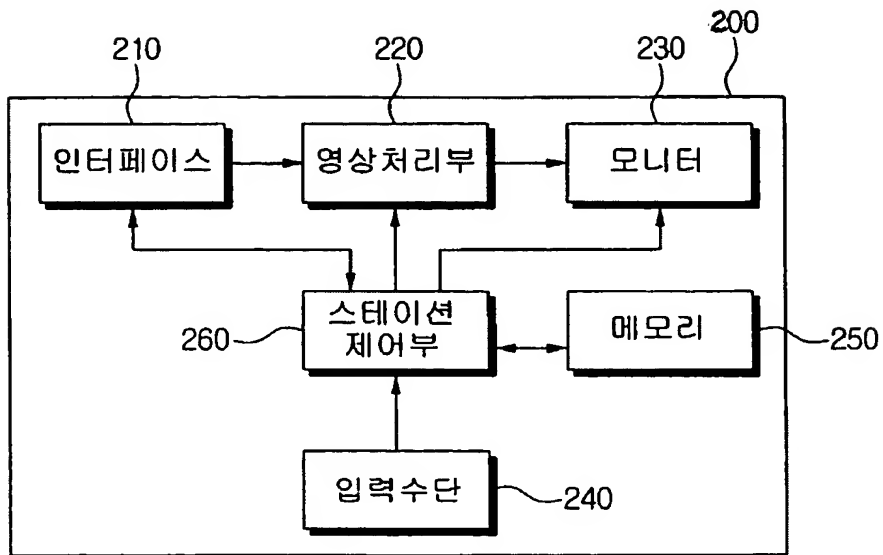 200
210
220
230
인터페이스
영상처리부
모니터
260
스테이션
제어부
메모리
250
입력수단
240